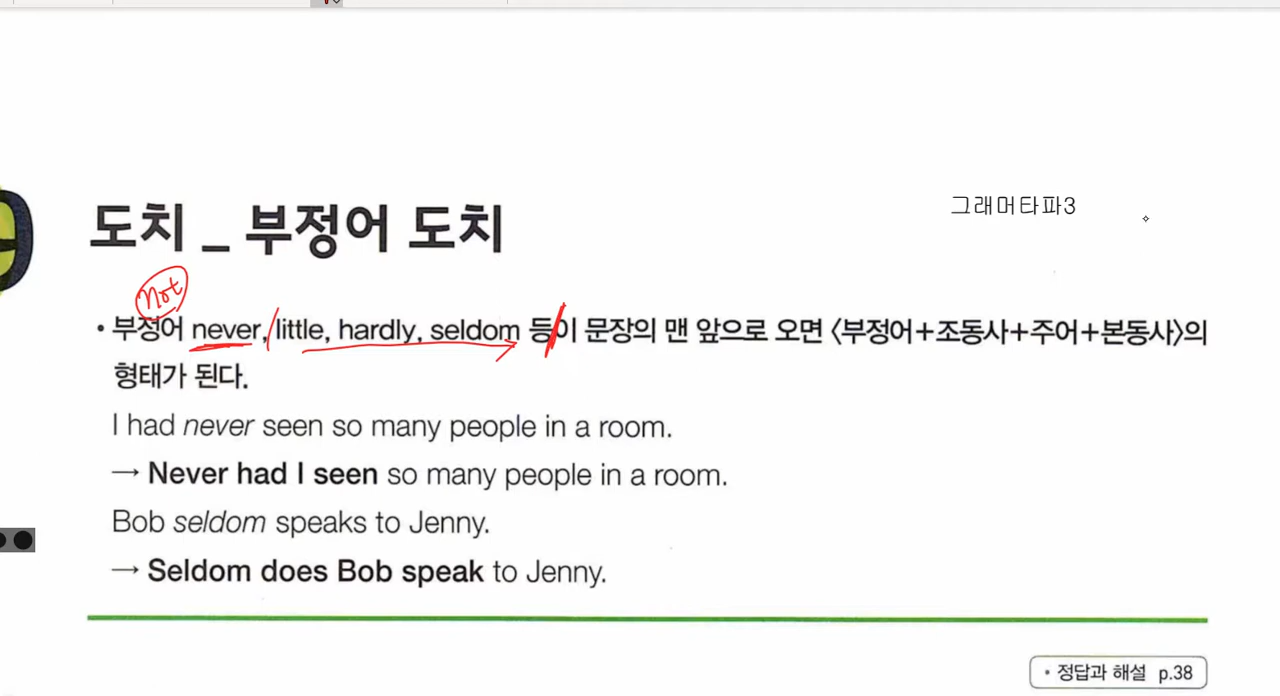 그래머타파3
도치 _ 부정어 도치
not
• 부정어 never, little, hardly, seldom 등이 문장의 맨 앞으로 오면 〈부정어+조동사+주어+본동사〉의
형태가 된다.
I had never seen so many people in a room.
→ Never had I seen so many people in a room.
Bob seldom speaks to Jenny.
→ Seldom does Bob speak to Jenny.
• 정답과 해설 p.38